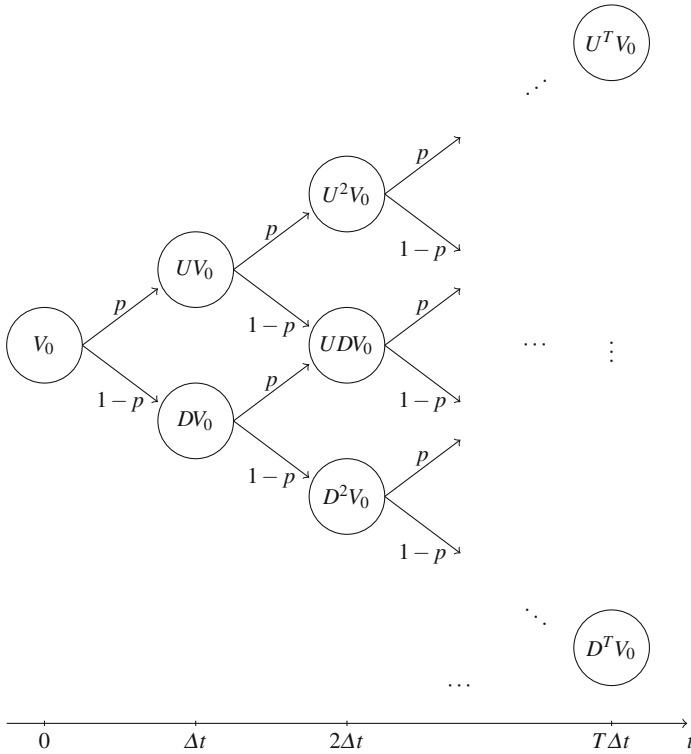 U^T V_0
⋰
p
U^2 V_0
p
1 − p
UV_0
p
p
1 − p
V_0
UDV_0
⋯
⋮
p
1 − p
DV_0
1 − p
p
1 − p
D^2 V_0
1 − p
⋱
D^T V_0
⋯
0
Δt
2Δt
TΔt
t